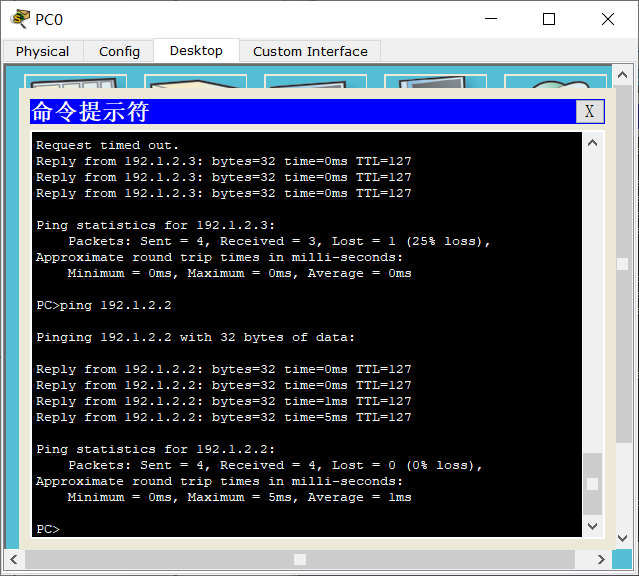 PC0
Physical Config Desktop Custom Interface
命令提示符 X
Request timed out.
Reply from 192.1.2.3: bytes=32 time=0ms TTL=127
Reply from 192.1.2.3: bytes=32 time=0ms TTL=127
Reply from 192.1.2.3: bytes=32 time=0ms TTL=127
Ping statistics for 192.1.2.3:
Packets: Sent = 4, Received = 3, Lost = 1 (25% loss),
Approximate round trip times in milli-seconds:
Minimum = 0ms, Maximum = 0ms, Average = 0ms
PC>ping 192.1.2.2
Pinging 192.1.2.2 with 32 bytes of data:
Reply from 192.1.2.2: bytes=32 time=0ms TTL=127
Reply from 192.1.2.2: bytes=32 time=0ms TTL=127
Reply from 192.1.2.2: bytes=32 time=1ms TTL=127
Reply from 192.1.2.2: bytes=32 time=5ms TTL=127
Ping statistics for 192.1.2.2:
Packets: Sent = 4, Received = 4, Lost = 0 (0% loss),
Approximate round trip times in milli-seconds:
Minimum = 0ms, Maximum = 5ms, Average = 1ms
PC>